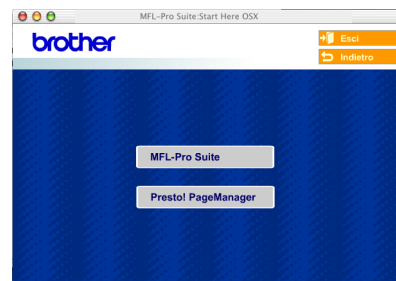 MFL-Pro Suite:Start Here OSX
brother
Esci
Indietro
MFL-Pro Suite
Presto! PageManager